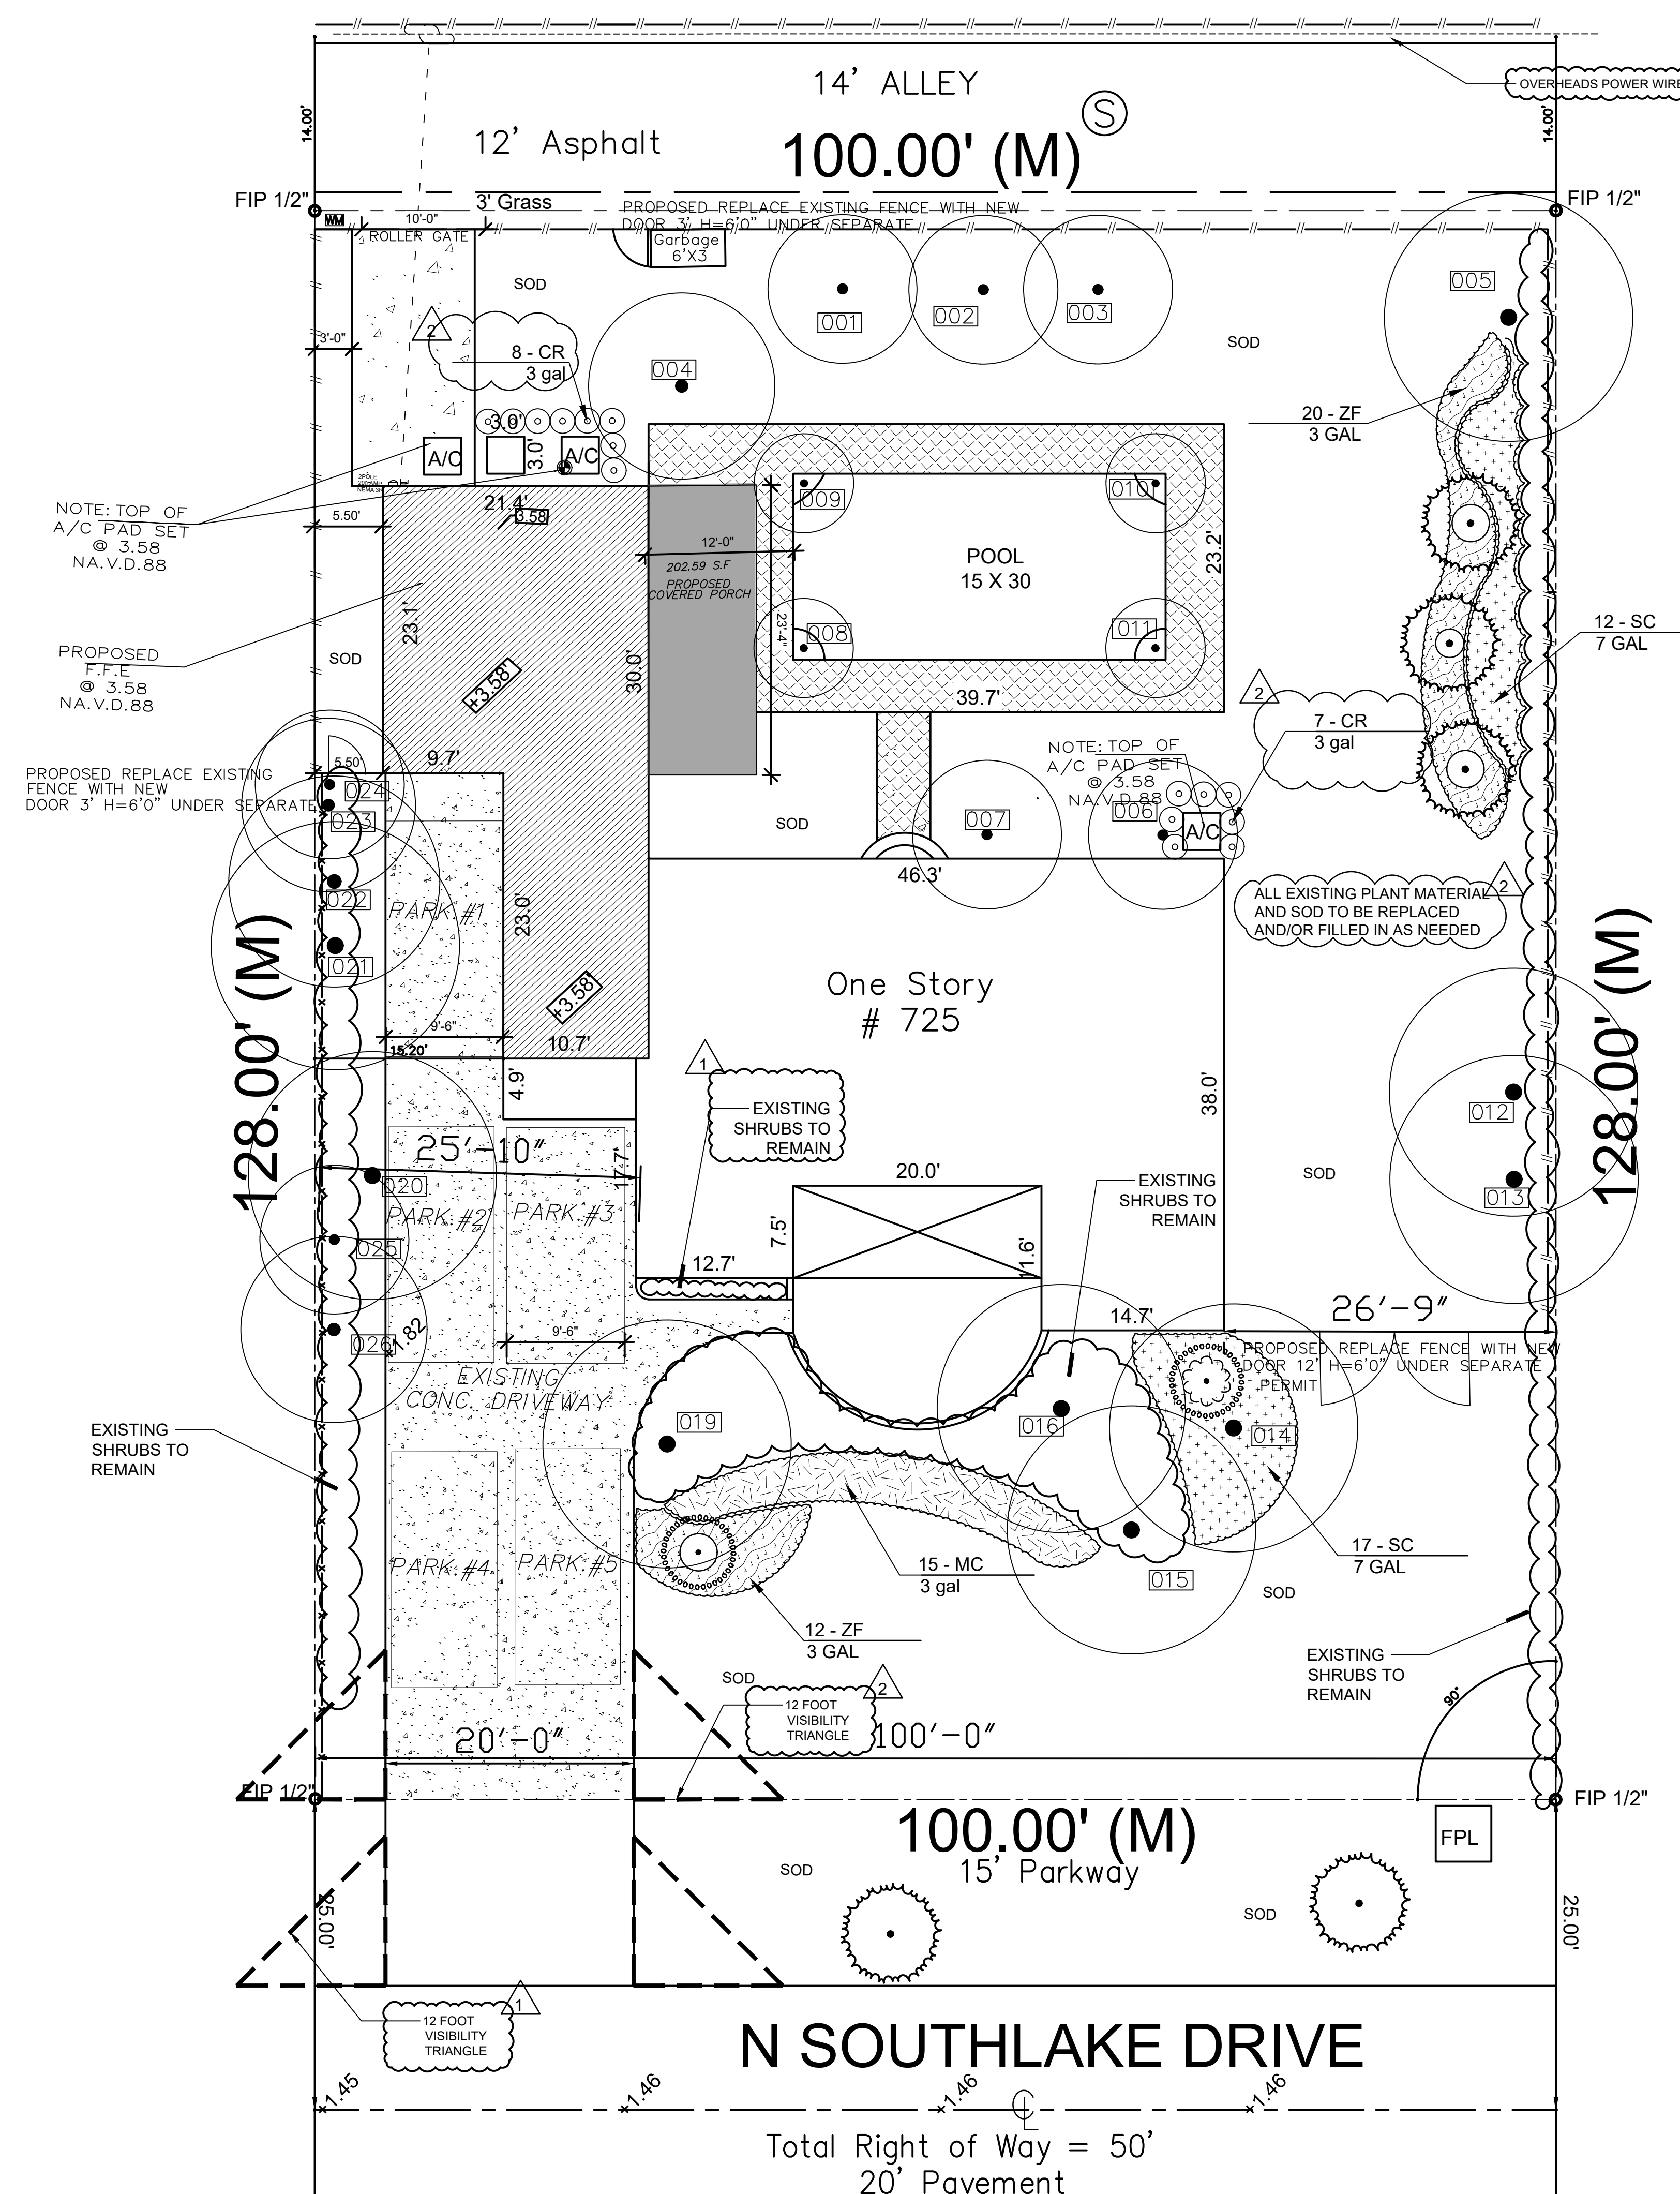 OVERHEADS POWER WIRE
14' ALLEY
S
12' Asphalt
100.00' (M)
14.00'
14.00'
FIP 1/2"
FIP 1/2"
WM
10'-0"
3' Grass
PROPOSED REPLACE EXISTING FENCE WITH NEW
DOOR 3' H=6'0" UNDER SEPARATE
ROLLER GATE
Garbage
6'X3
SOD
005
001
002
003
3'-0"
2
8 - CR
3 gal
004
SOD
20 - ZF
3 GAL
3.0'
3.0'
A/C
A/C
2POLE
NOTE: TOP OF
A/C PAD SET
@ 3.58
NA.V.D.88
5.50'
21.4'
3.58
009
010
12'-0"
202.59 S.F
PROPOSED
COVERED PORCH
POOL
15 X 30
23.2'
23.1'
23'-4"
008
011
12 - SC
7 GAL
PROPOSED
F.F.E
@ 3.58
NA.V.D.88
SOD
+3.58'
30.0'
39.7'
2
7 - CR
3 gal
NOTE: TOP OF
A/C PAD SET
@ 3.58
NA.V.D.88
5.50'
9.7'
PROPOSED REPLACE EXISTING
FENCE WITH NEW
DOOR 3' H=6'0" UNDER SEPARATE
024
023
SOD
007
006
A/C
46.3'
022
PARK.#1
23.0'
ALL EXISTING PLANT MATERIAL
AND SOD TO BE REPLACED
AND/OR FILLED IN AS NEEDED
2
021
128.00' (M)
128.00' (M)
One Story
# 725
+3.58'
9'-6"
15.20'
10.7'
4.9'
1
EXISTING
SHRUBS TO
REMAIN
38.0'
012
25'-10"
17.7'
020
PARK.#2
PARK.#3
20.0'
EXISTING
SHRUBS TO
REMAIN
SOD
013
025
7.5'
11.6'
12.7'
026
1.82
9'-6"
14.7'
26'-9"
PROPOSED REPLACE FENCE WITH NEW
DOOR 12' H=6'0" UNDER SEPARATE
PERMIT
EXISTING
CONC. DRIVEWAY
019
016
014
EXISTING
SHRUBS TO
REMAIN
PARK.#4
PARK.#5
15 - MC
3 gal
015
17 - SC
7 GAL
SOD
12 - ZF
3 GAL
EXISTING
SHRUBS TO
REMAIN
SOD
12 FOOT
VISIBILITY
TRIANGLE
2
90°
20'-0"
100'-0"
FIP 1/2"
FIP 1/2"
100.00' (M)
15' Parkway
FPL
SOD
SOD
25.00'
25.00'
1
12 FOOT
VISIBILITY
TRIANGLE
N SOUTHLAKE DRIVE
1.45
1.46
1.46
1.46
CL
Total Right of Way = 50'
20' Pavement